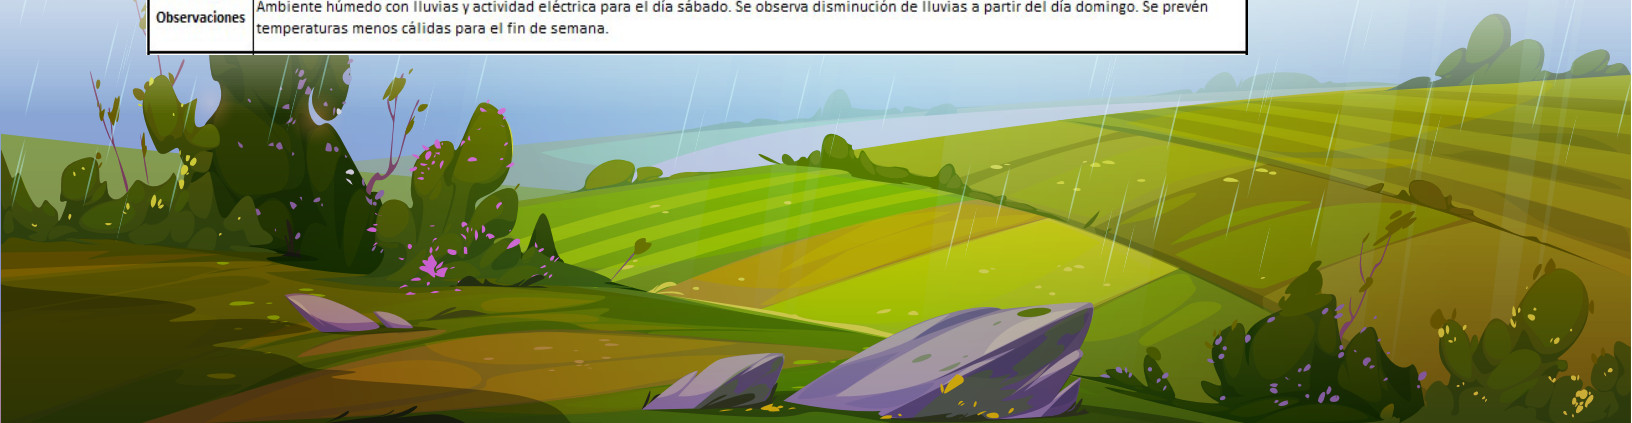 Observaciones
Ambiente húmedo con lluvias y actividad eléctrica para el día sábado. Se observa disminución de lluvias a partir del día domingo. Se prevén
temperaturas menos cálidas para el fin de semana.